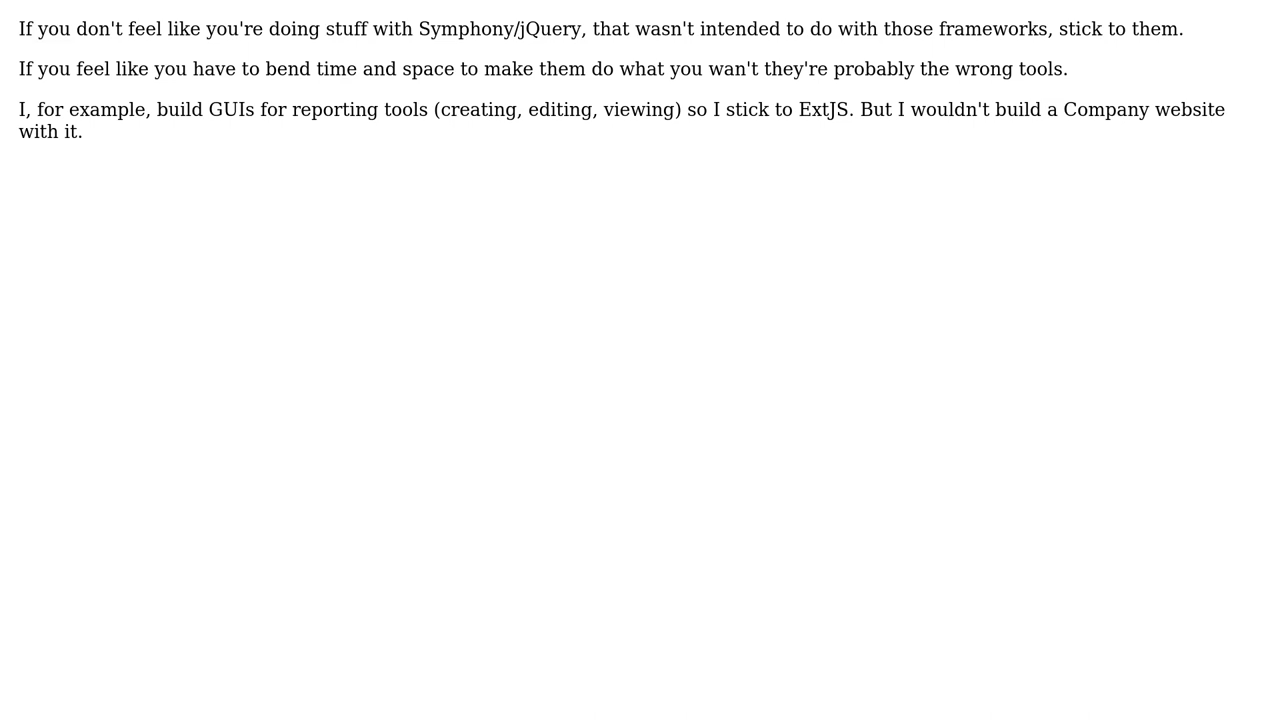 If you don't feel like you're doing stuff with Symphony/jQuery, that wasn't intended to do with those frameworks, stick to them.
If you feel like you have to bend time and space to make them do what you wan't they're probably the wrong tools.
I, for example, build GUIs for reporting tools (creating, editing, viewing) so I stick to ExtJS. But I wouldn't build a Company website
with it.